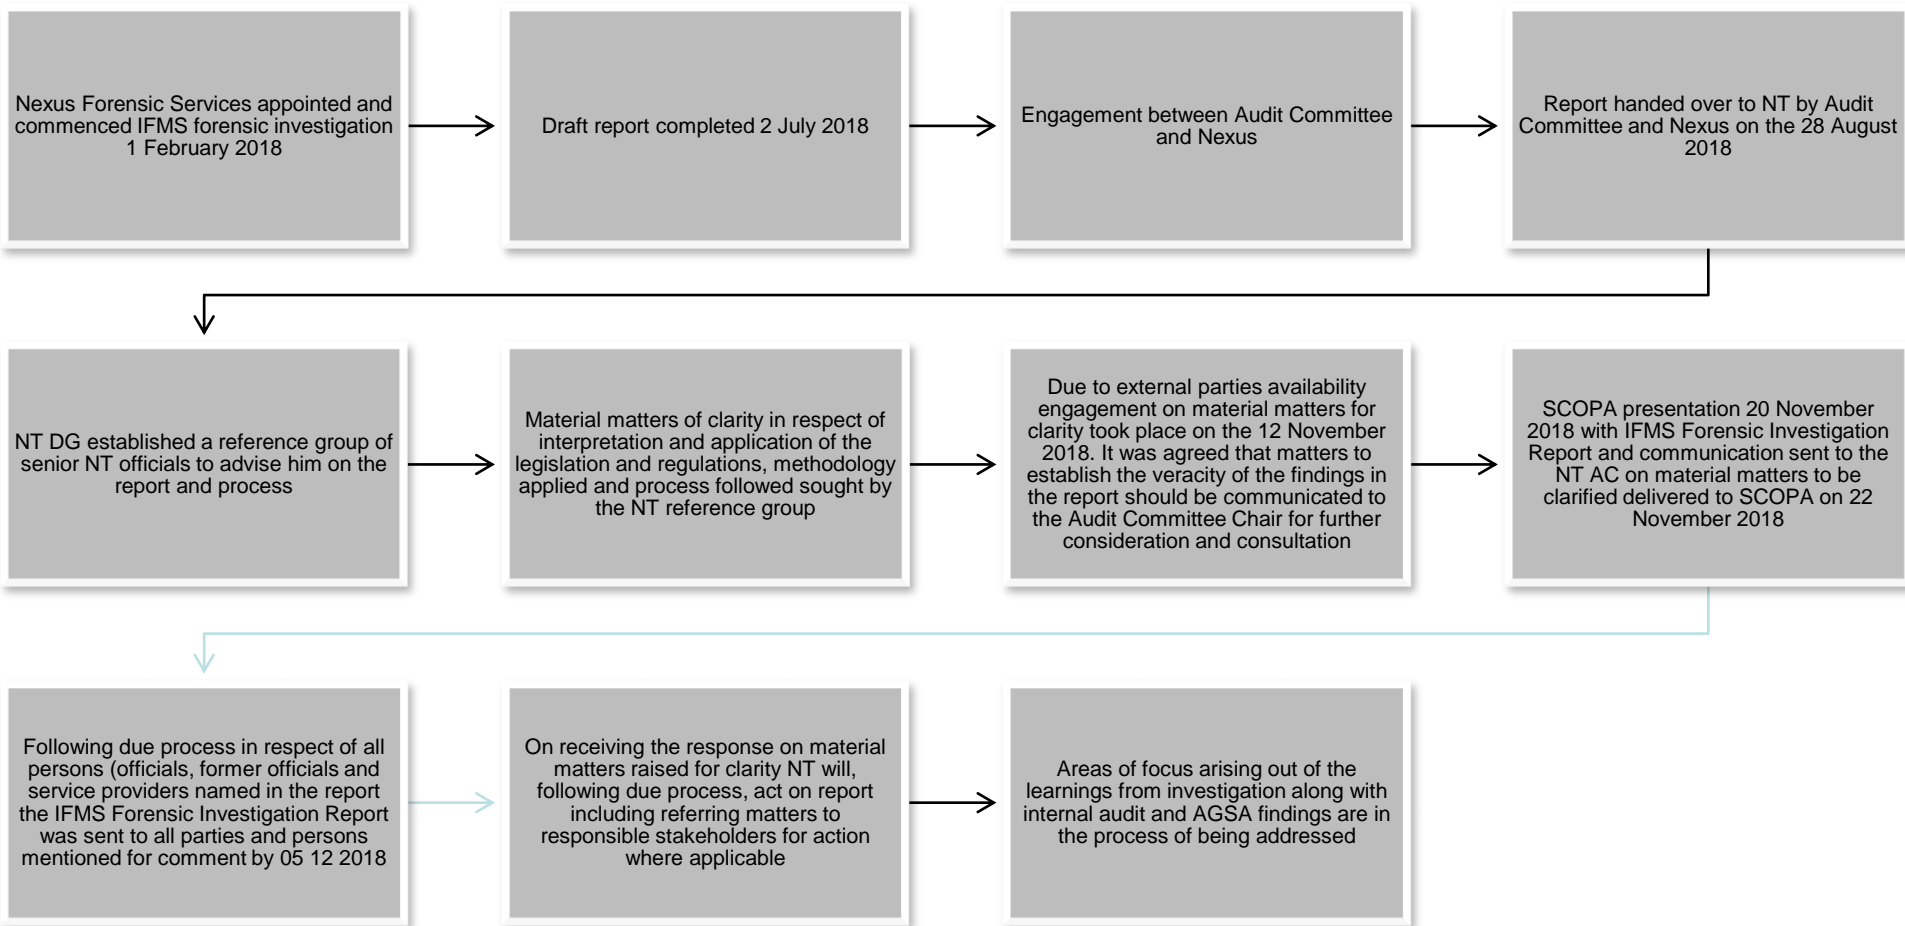 Nexus Forensic Services appointed and
commenced IFMS forensic investigation
1 February 2018
Draft report completed 2 July 2018
Engagement between Audit Committee
and Nexus
Report handed over to NT by Audit
Committee and Nexus on the 28 August
2018
NT DG established a reference group of
senior NT officials to advise him on the
report and process
Material matters of clarity in respect of
interpretation and application of the
legislation and regulations, methodology
applied and process followed sought by
the NT reference group
Due to external parties availability
engagement on material matters for
clarity took place on the 12 November
2018. It was agreed that matters to
establish the veracity of the findings in
the report should be communicated to
the Audit Committee Chair for further
consideration and consultation
SCOPA presentation 20 November
2018 with IFMS Forensic Investigation
Report and communication sent to the
NT AC on material matters to be
clarified delivered to SCOPA on 22
November 2018
Following due process in respect of all
persons (officials, former officials and
service providers named in the report
the IFMS Forensic Investigation Report
was sent to all parties and persons
mentioned for comment by 05 12 2018
On receiving the response on material
matters raised for clarity NT will,
following due process, act on report
including referring matters to
responsible stakeholders for action
where applicable
Areas of focus arising out of the
learnings from investigation along with
internal audit and AGSA findings are in
the process of being addressed